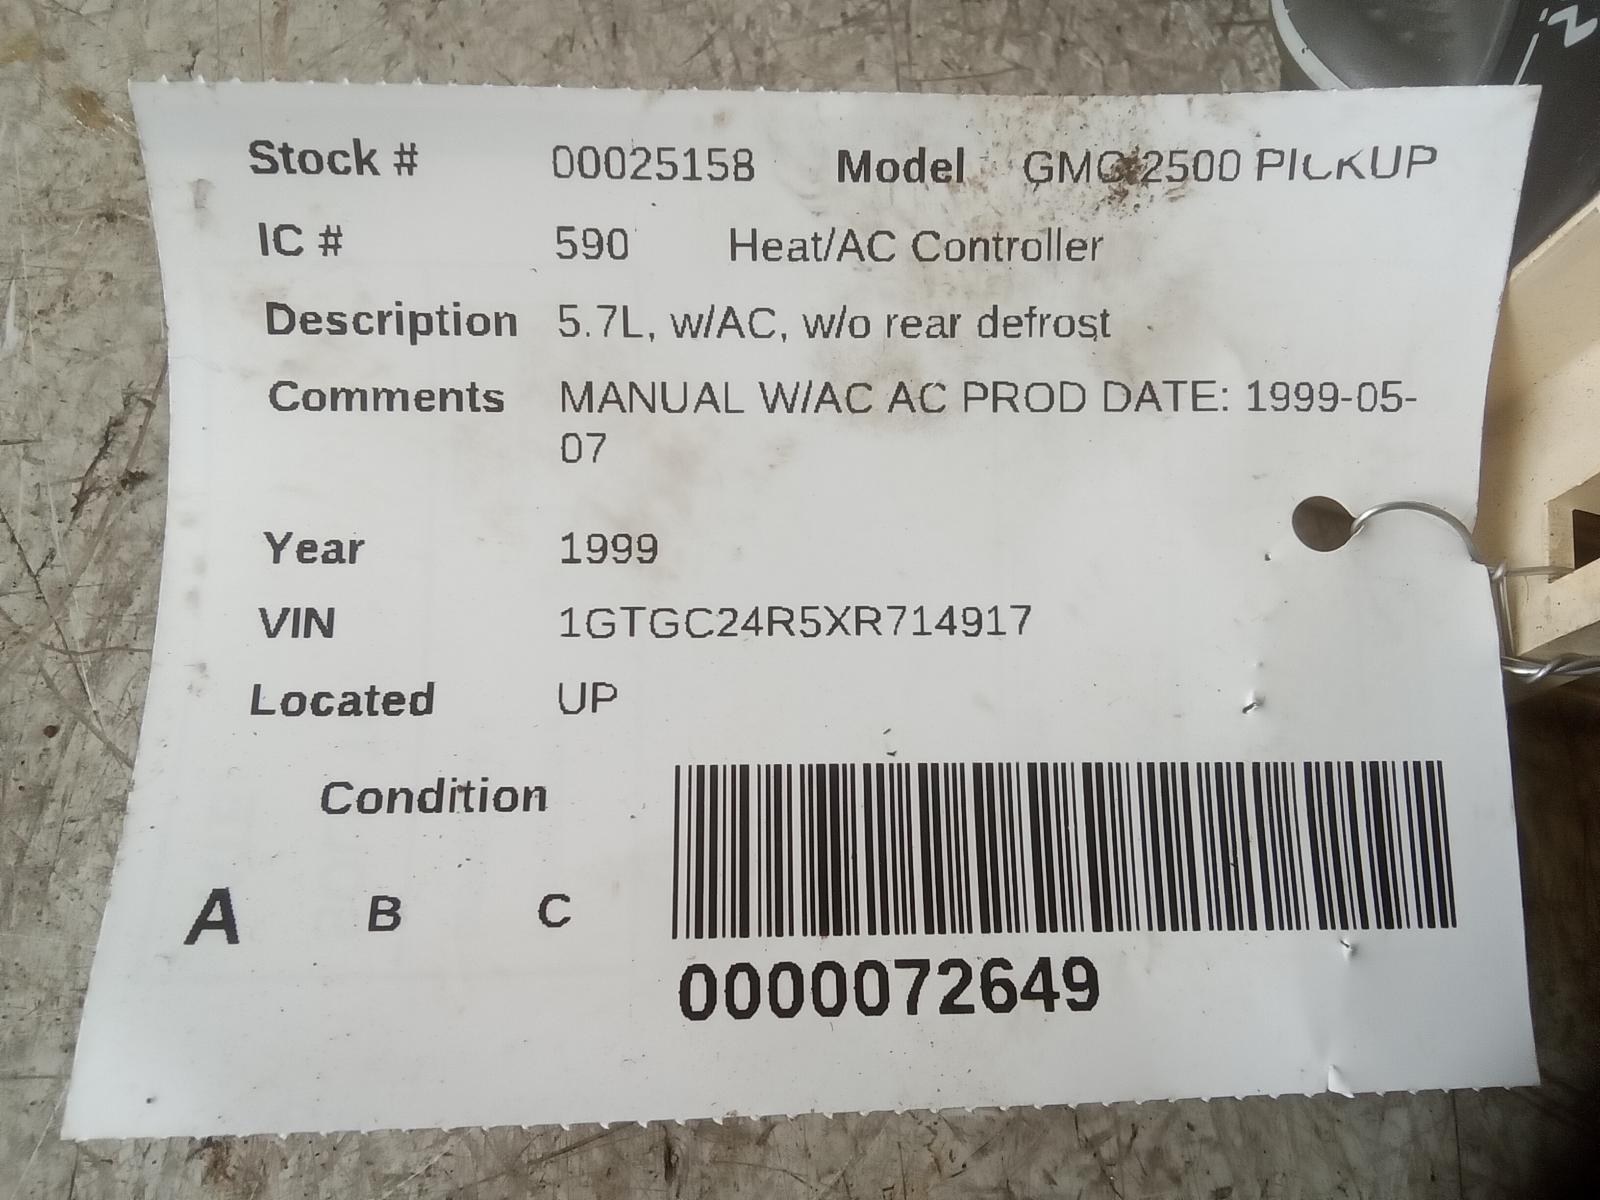 Stock # 00025158 Model GMC 2500 PICKUP
IC # 590 Heat/AC Controller
Description 5.7L, w/AC, w/o rear defrost
Comments MANUAL W/AC AC PROD DATE: 1999-05-
07
Year 1999
VIN 1GTGC24R5XR714917
Located UP
Condition
A B C
0000072649